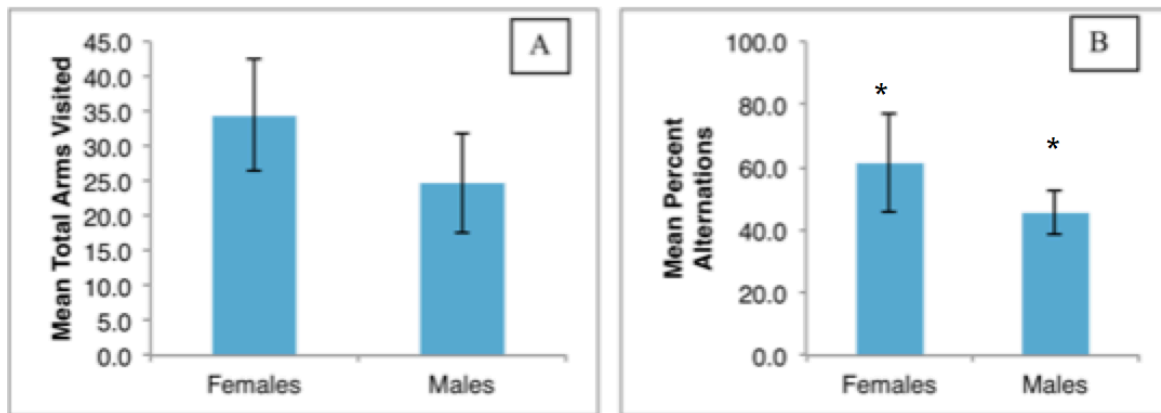 A
Mean Total Arms Visited
45.0
40.0
35.0
30.0
25.0
20.0
15.0
10.0
5.0
0.0
Females Males
B
Mean Percent
Alternations
100.0
80.0
60.0
40.0
20.0
0.0
*
*
Females Males